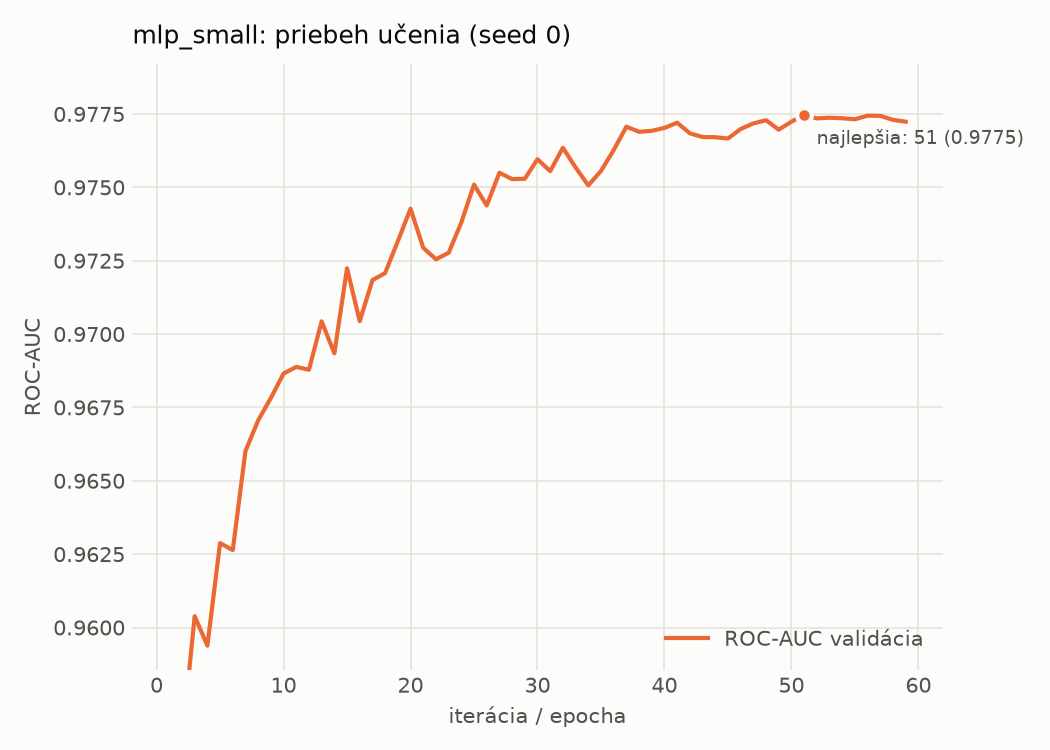 mlp_small: priebeh učenia (seed 0)
0.9775
najlepšia: 51 (0.9775)
0.9750
0.9725
0.9700
ROC-AUC
0.9675
0.9650
0.9625
0.9600
ROC-AUC validácia
0 10 20 30 40 50 60
iterácia / epocha